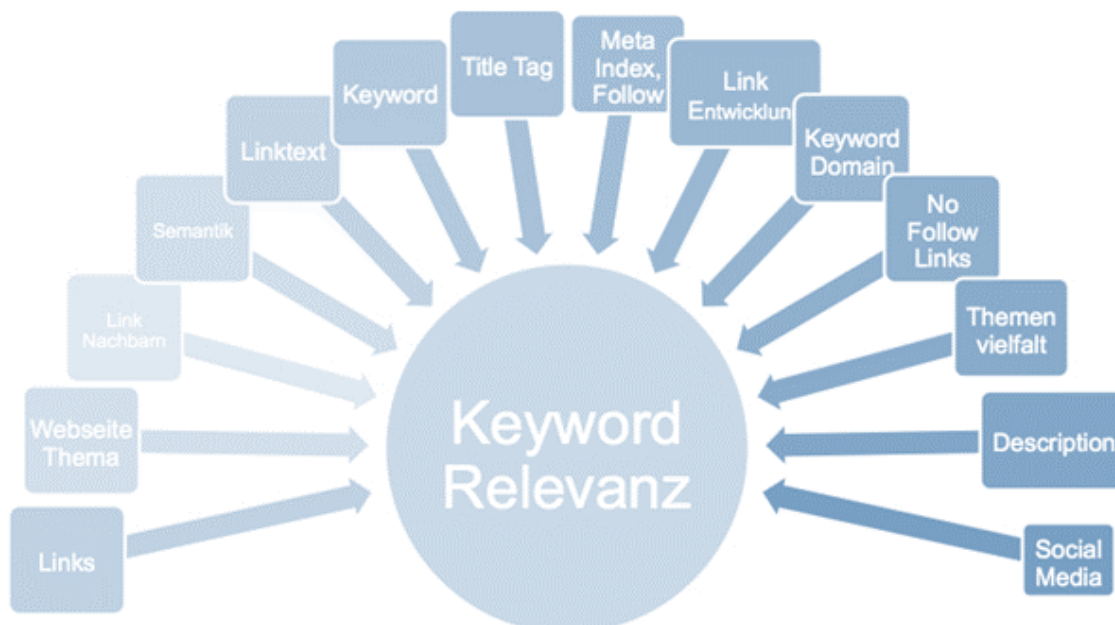 Links
Webseite
Thema
Link
Nachbarn
Semantik
Linktext
Keyword
Title Tag
Meta
Index,
Follow
Link
Entwicklun
Keyword
Domain
No
Follow
Links
Themen
vielfalt
Description
Social
Media
Keyword
Relevanz